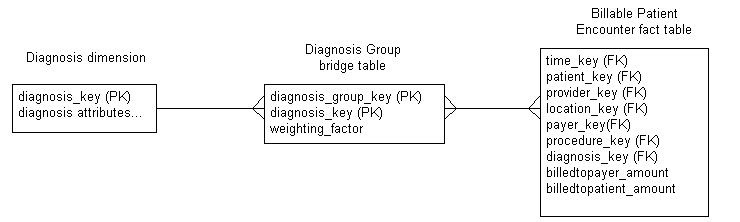 Diagnosis dimension
diagnosis_key (PK)
diagnosis attributes...
Diagnosis Group
bridge table
diagnosis_group_key (PK)
diagnosis_key (PK)
weighting_factor
Billable Patient
Encounter fact table
time_key (FK)
patient_key (FK)
provider_key (FK)
location_key (FK)
payer_key(FK)
procedure_key (FK)
diagnosis_key (FK)
billedtopayer_amount
billedtopatient_amount